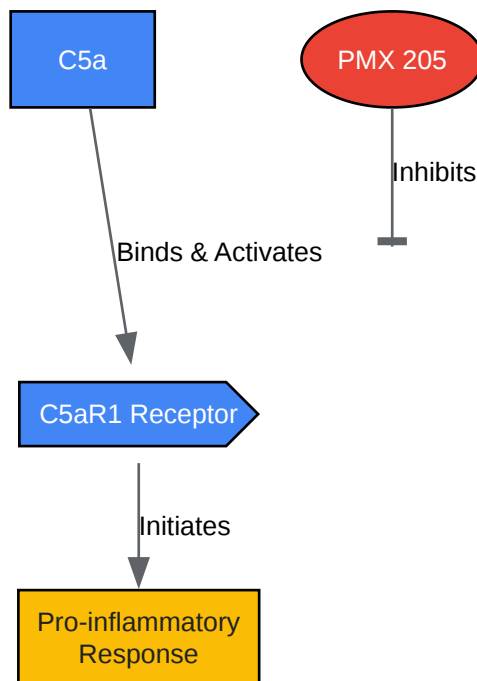 C5a
PMX 205
Inhibits
Binds & Activates
C5aR1 Receptor
Initiates
Pro-inflammatory
Response